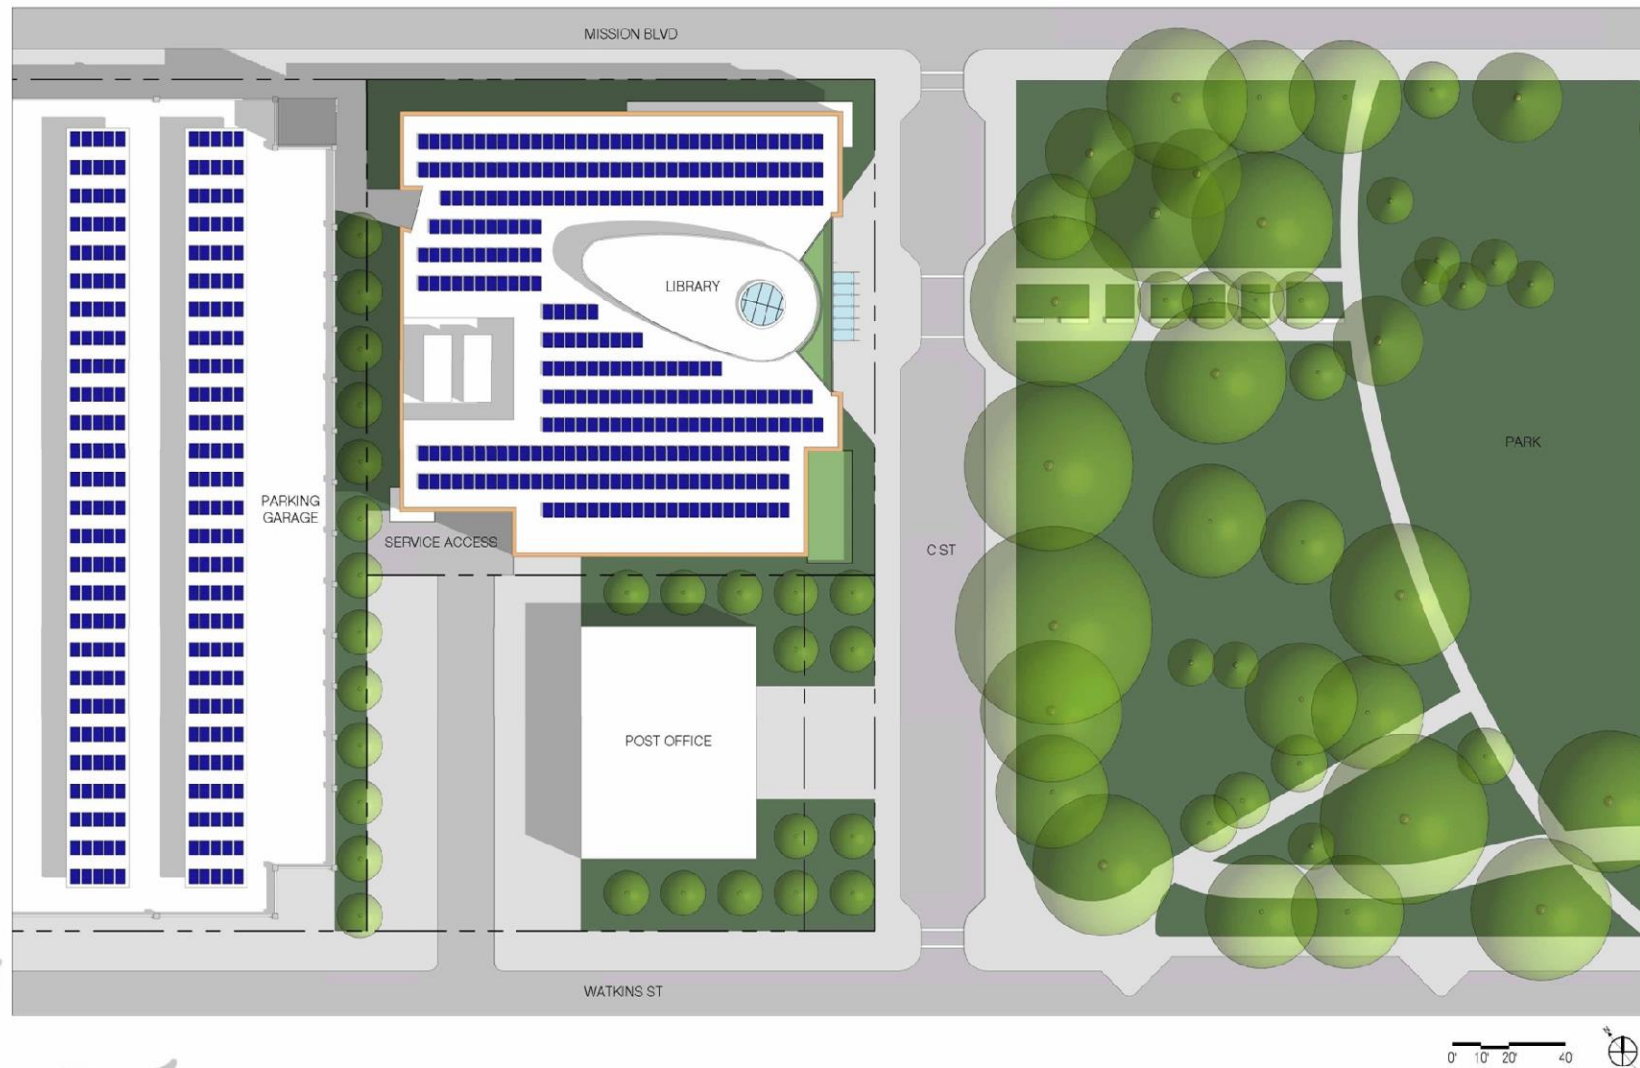 MISSION BLVD
LIBRARY
PARK
PARKING
GARAGE
SERVICE ACCESS
C ST
POST OFFICE
WATKINS ST
0' 10' 20' 40'
N